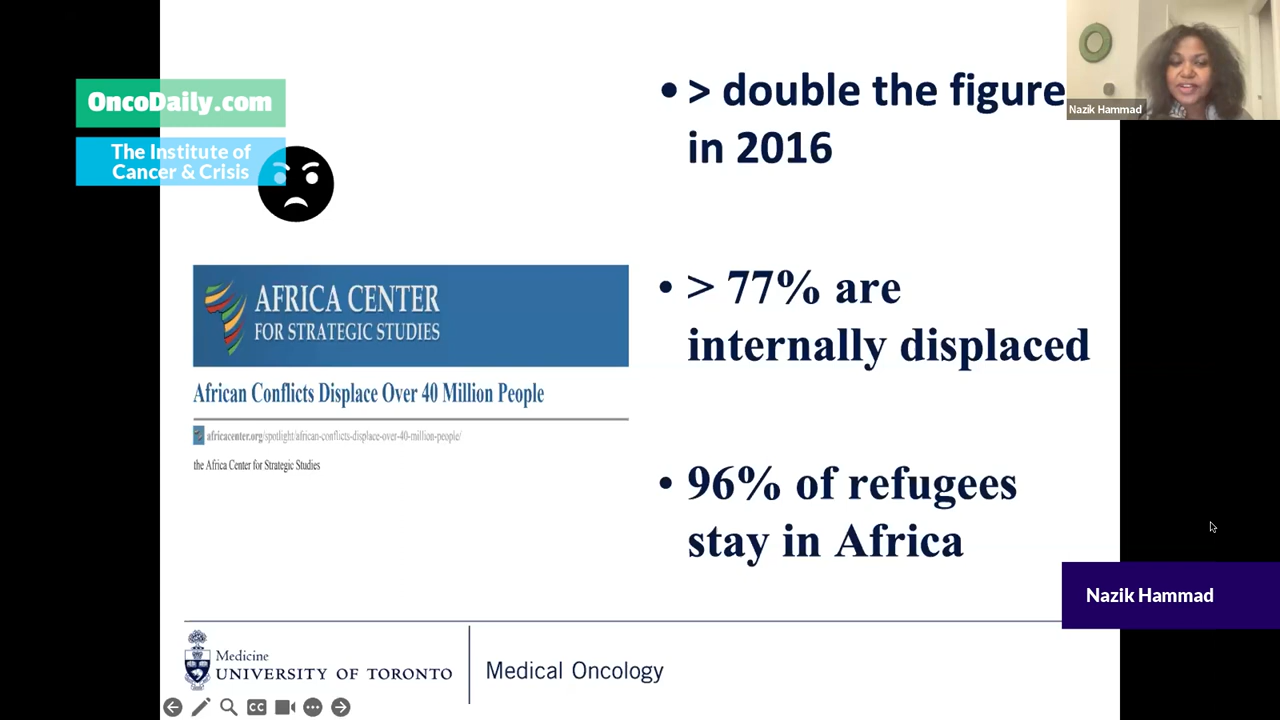 OncoDaily.com
The Institute of
Cancer & Crisis
• > double the figure
in 2016
Nazik Hammad
AFRICA CENTER
FOR STRATEGIC STUDIES
African Conflicts Displace Over 40 Million People
africacenter.org/spotlight/african-conflicts-displace-over-40-million-people/
the Africa Center for Strategic Studies
• > 77% are
internally displaced
• 96% of refugees
stay in Africa
Nazik Hammad
Medicine
UNIVERSITY OF TORONTO
Medical Oncology
CC